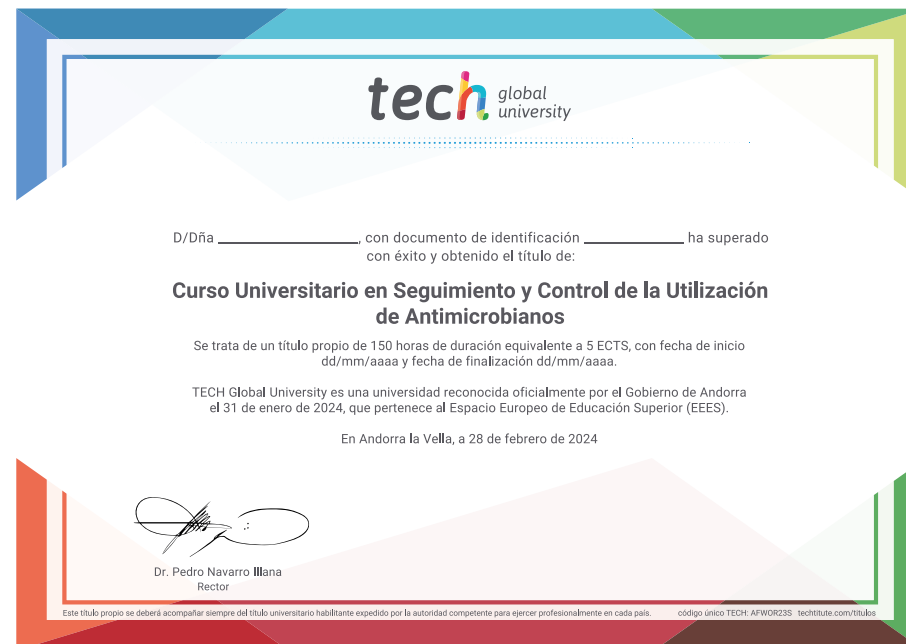 tech global university
D/Dña ____________________, con documento de identificación ______________ ha superado
con éxito y obtenido el título de:
Curso Universitario en Seguimiento y Control de la Utilización
de Antimicrobianos
Se trata de un título propio de 150 horas de duración equivalente a 5 ECTS, con fecha de inicio
dd/mm/aaaa y fecha de finalización dd/mm/aaaa.
TECH Global University es una universidad reconocida oficialmente por el Gobierno de Andorra
el 31 de enero de 2024, que pertenece al Espacio Europeo de Educación Superior (EEES).
En Andorra la Vella, a 28 de febrero de 2024
Dr. Pedro Navarro Illana
Rector
Este título propio se deberá acompañar siempre del título universitario habilitante expedido por la autoridad competente para ejercer profesionalmente en cada país. código único TECH: AFWOR23S techtitute.com/titulos